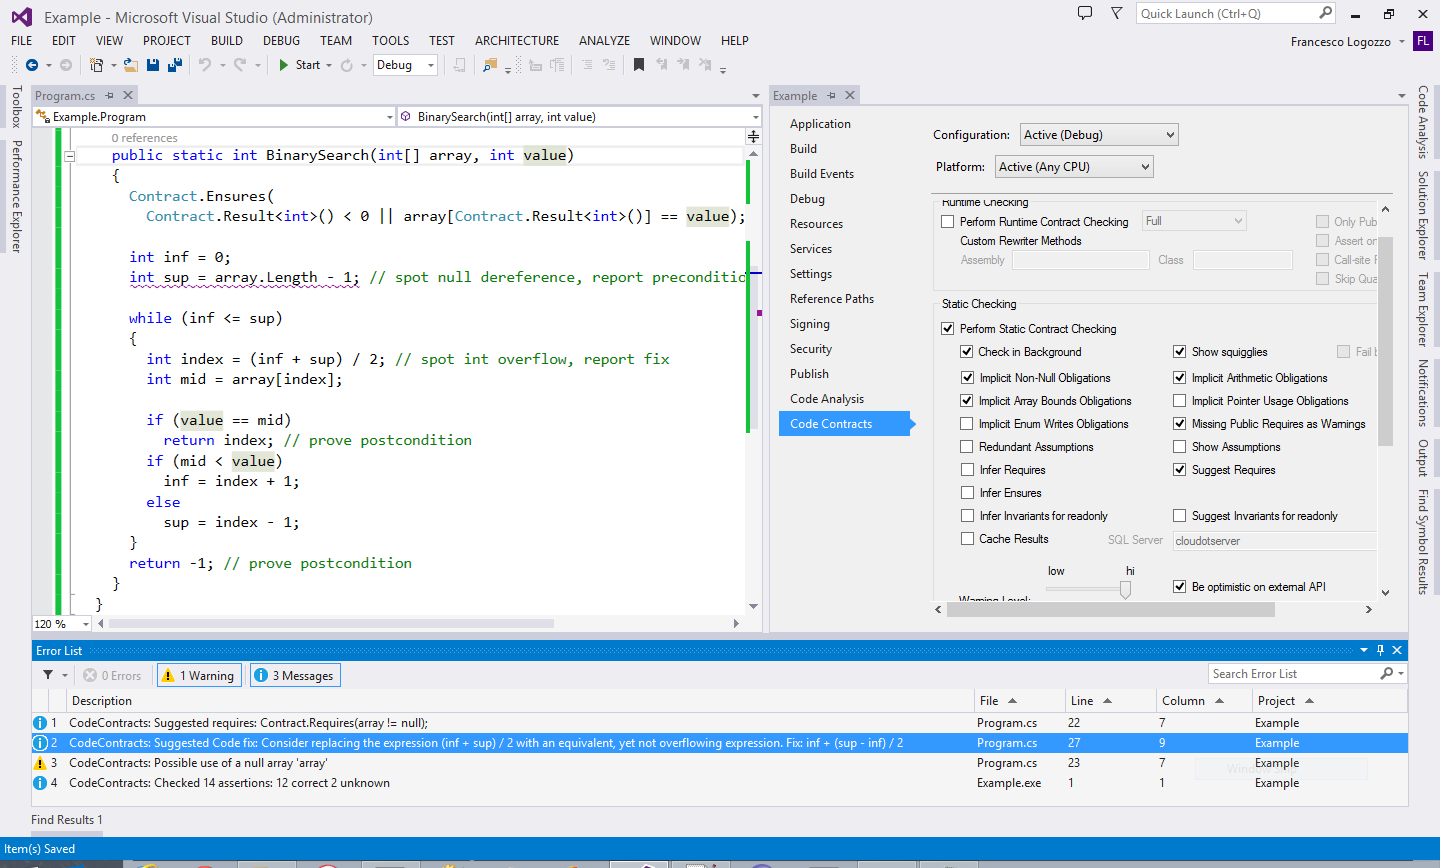 Example - Microsoft Visual Studio (Administrator)
Quick Launch (Ctrl+Q)
FILE EDIT VIEW PROJECT BUILD DEBUG TEAM TOOLS TEST ARCHITECTURE ANALYZE WINDOW HELP
Francesco Logozzo FL
Start Debug
Toolbox
Performance Explorer
Program.cs
Example.Program
BinarySearch(int[] array, int value)
0 references
public static int BinarySearch(int[] array, int value)
{
Contract.Ensures(
Contract.Result<int>() < 0 || array[Contract.Result<int>()] == value);
int inf = 0;
int sup = array.Length - 1; // spot null dereference, report preconditio
while (inf <= sup)
{
int index = (inf + sup) / 2; // spot int overflow, report fix
int mid = array[index];
if (value == mid)
return index; // prove postcondition
if (mid < value)
inf = index + 1;
else
sup = index - 1;
}
return -1; // prove postcondition
}
}
120 %
Example
Application
Build
Build Events
Debug
Resources
Services
Settings
Reference Paths
Signing
Security
Publish
Code Analysis
Code Contracts
Configuration: Active (Debug)
Platform: Active (Any CPU)
Runtime Checking
Perform Runtime Contract Checking Full Only Pub
Custom Rewriter Methods Assert on
Assembly Class Call-site R
Skip Qua
Static Checking
Perform Static Contract Checking
Check in Background Show squigglies Fail b
Implicit Non-Null Obligations Implicit Arithmetic Obligations
Implicit Array Bounds Obligations Implicit Pointer Usage Obligations
Implicit Enum Writes Obligations Missing Public Requires as Warnings
Redundant Assumptions Show Assumptions
Infer Requires Suggest Requires
Infer Ensures
Infer Invariants for readonly Suggest Invariants for readonly
Cache Results SQL Server cloudotserver
low hi
Be optimistic on external API
Warning Level:
Code Analysis
Solution Explorer
Team Explorer
Notifications
Output
Find Symbol Results
Error List
0 Errors 1 Warning 3 Messages
Search Error List
Description File Line Column Project
1 CodeContracts: Suggested requires: Contract.Requires(array != null); Program.cs 22 7 Example
2 CodeContracts: Suggested Code fix: Consider replacing the expression (inf + sup) / 2 with an equivalent, yet not overflowing expression. Fix: inf + (sup - inf) / 2 Program.cs 27 9 Example
3 CodeContracts: Possible use of a null array 'array' Program.cs 23 7 Example
4 CodeContracts: Checked 14 assertions: 12 correct 2 unknown Example.exe 1 1 Example
Find Results 1
Item(s) Saved